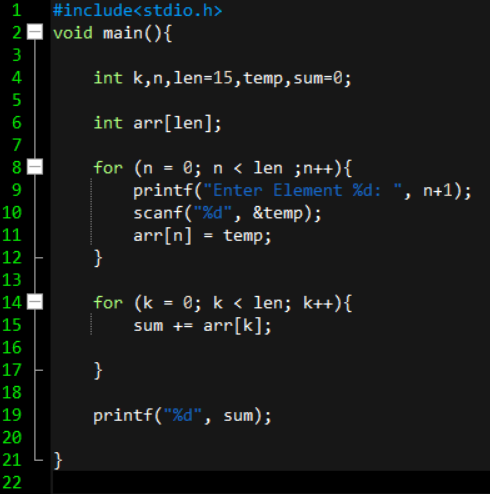 1 #include<stdio.h>
2 void main(){
3
4     int k,n,len=15,temp,sum=0;
5
6     int arr[len];
7
8     for (n = 0; n < len ;n++){
9         printf("Enter Element %d: ", n+1);
10         scanf("%d", &temp);
11         arr[n] = temp;
12     }
13
14     for (k = 0; k < len; k++){
15         sum += arr[k];
16
17     }
18
19     printf("%d", sum);
20
21 }
22